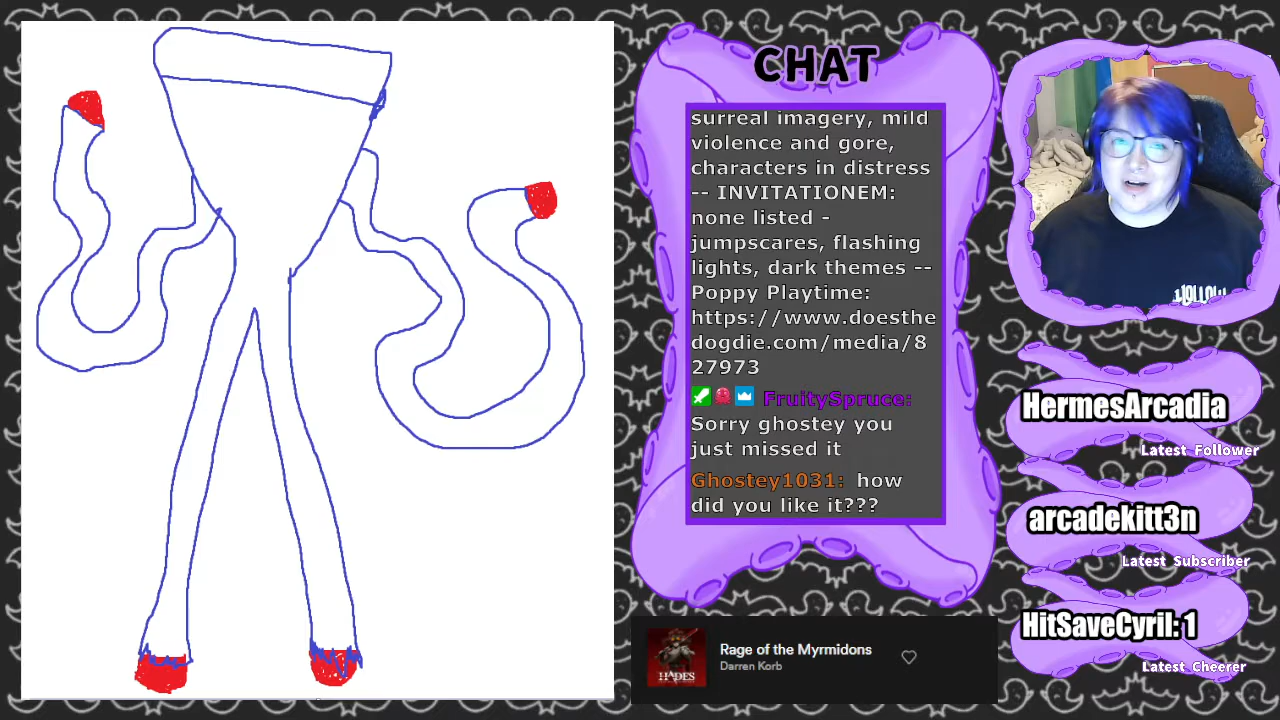 CHAT
surreal imagery, mild
violence and gore,
characters in distress
-- INVITATIONEM:
none listed -
jumpscares, flashing
lights, dark themes --
Poppy Playtime:
https://www.doesthe
dogdie.com/media/8
27973
FruitySpruce:
Sorry ghostey you
just missed it
Ghostey1031: how
did you like it???
HermesArcadia
Latest Follower
arcadekitt3n
Latest Subscriber
HitSaveCyril: 1
Latest Cheerer
Rage of the Myrmidons
Darren Korb
HADES